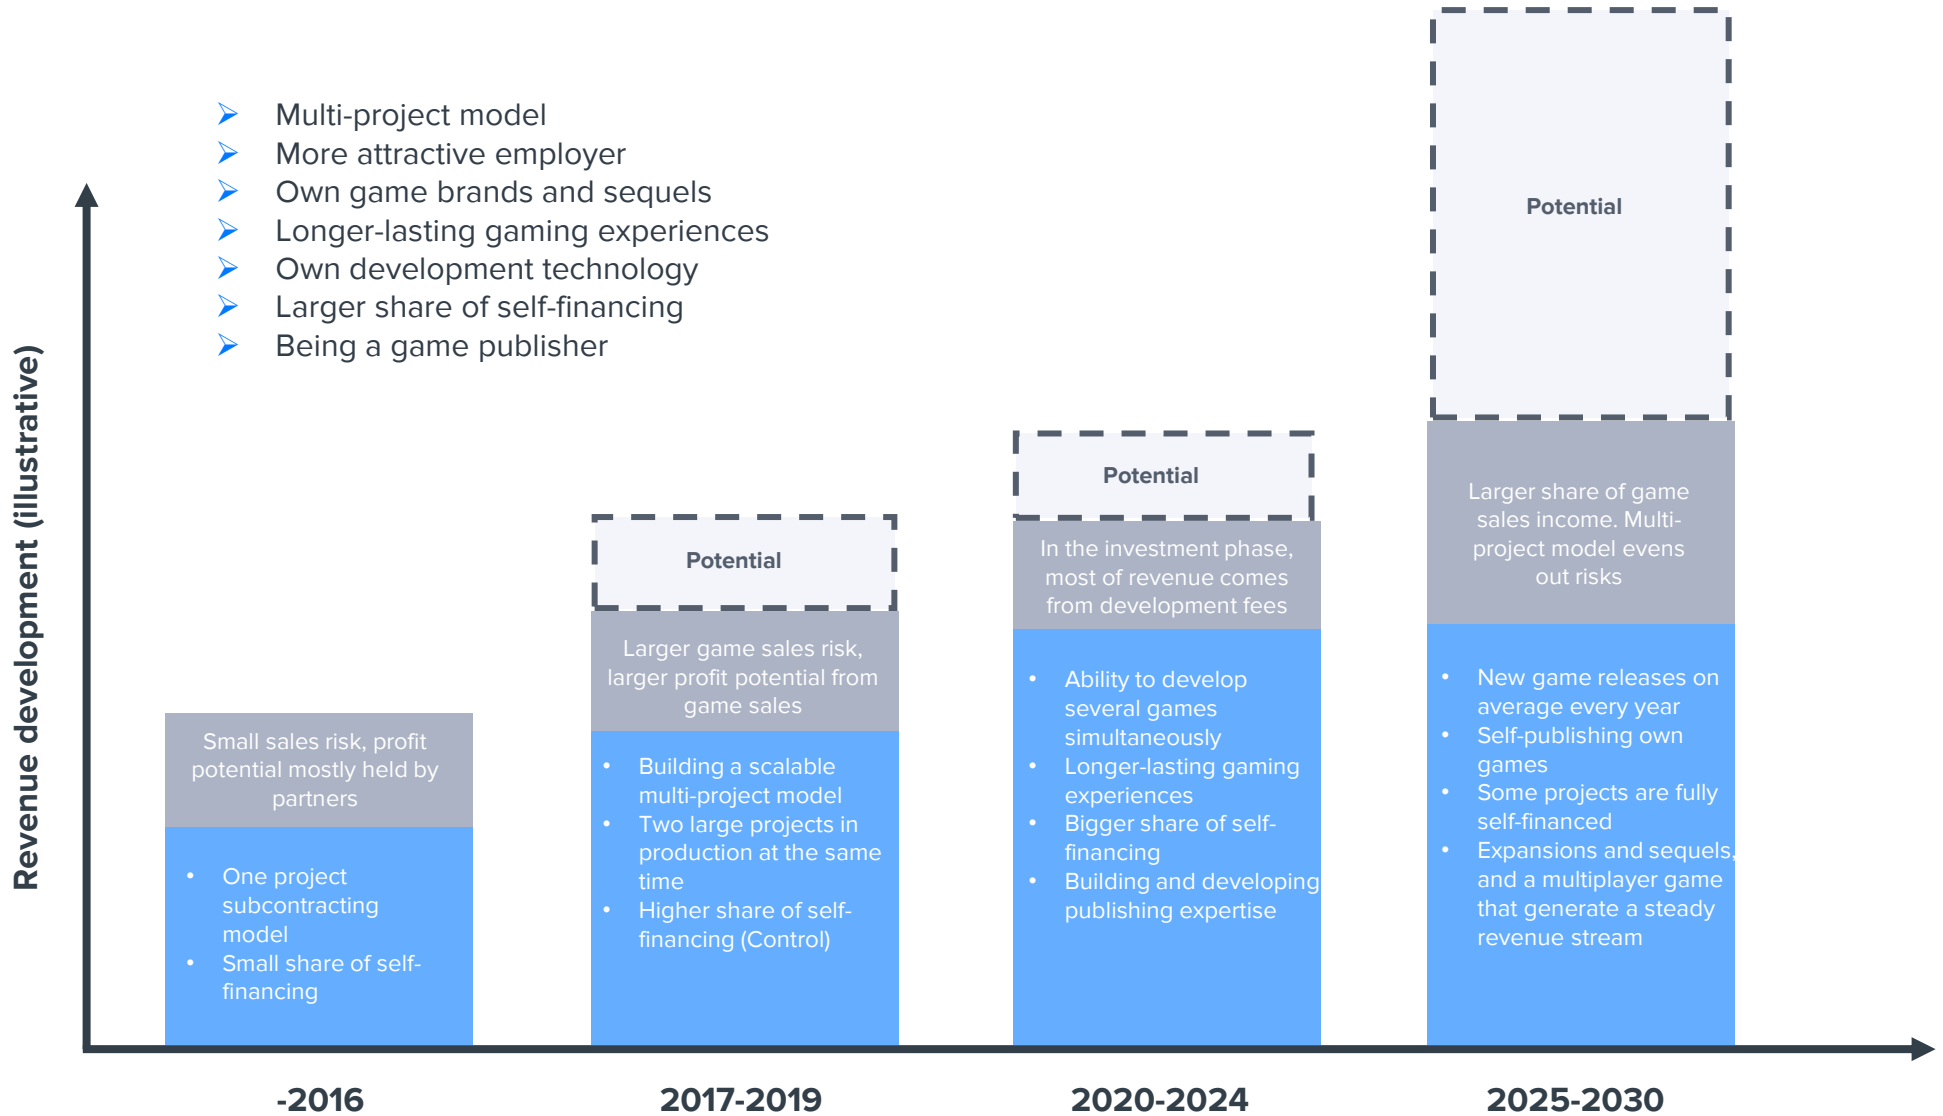 Multi-project model
More attractive employer
Own game brands and sequels
Longer-lasting gaming experiences
Own development technology
Larger share of self-financing
Being a game publisher
Revenue development (illustrative)
Small sales risk, profit
potential mostly held by
partners
• One project
subcontracting
model
• Small share of self-
financing
-2016
Potential
Larger game sales risk,
larger profit potential from
game sales
• Building a scalable
multi-project model
• Two large projects in
production at the same
time
• Higher share of self-
financing (Control)
2017-2019
Potential
In the investment phase,
most of revenue comes
from development fees
• Ability to develop
several games
simultaneously
• Longer-lasting gaming
experiences
• Bigger share of self-
financing
• Building and developing
publishing expertise
2020-2024
Potential
Larger share of game
sales income. Multi-
project model evens
out risks
• New game releases on
average every year
• Self-publishing own
games
• Some projects are fully
self-financed
• Expansions and sequels,
and a multiplayer game
that generate a steady
revenue stream
2025-2030